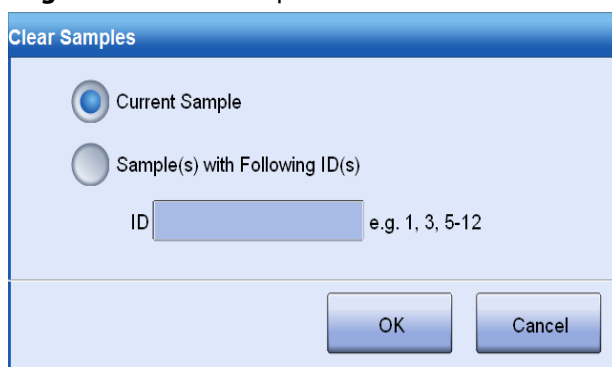 Clear Samples
Current Sample
Sample(s) with Following ID(s)
ID e.g. 1, 3, 5-12
OK Cancel